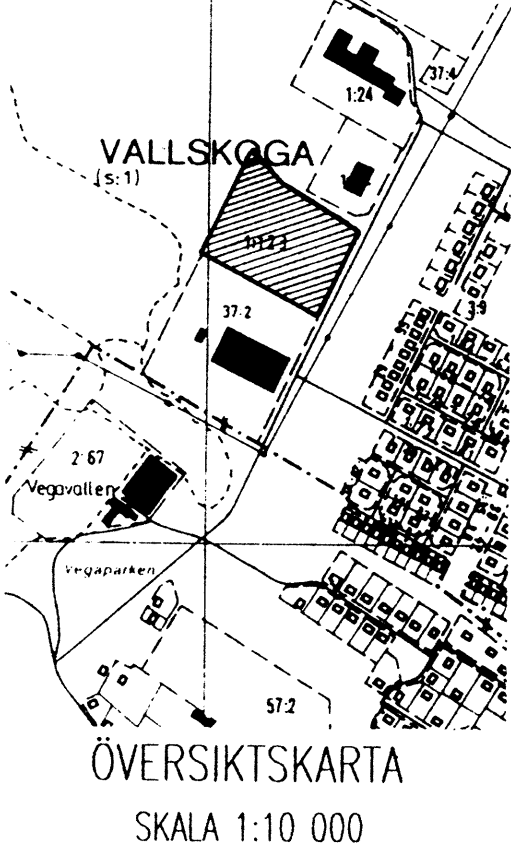 37:4
1:24
VALLSKOGA
(s:1)
37:2
3:9
2:67
Vegavallen
Vegaparken
57:2
ÖVERSIKTSKARTA
SKALA 1:10 000